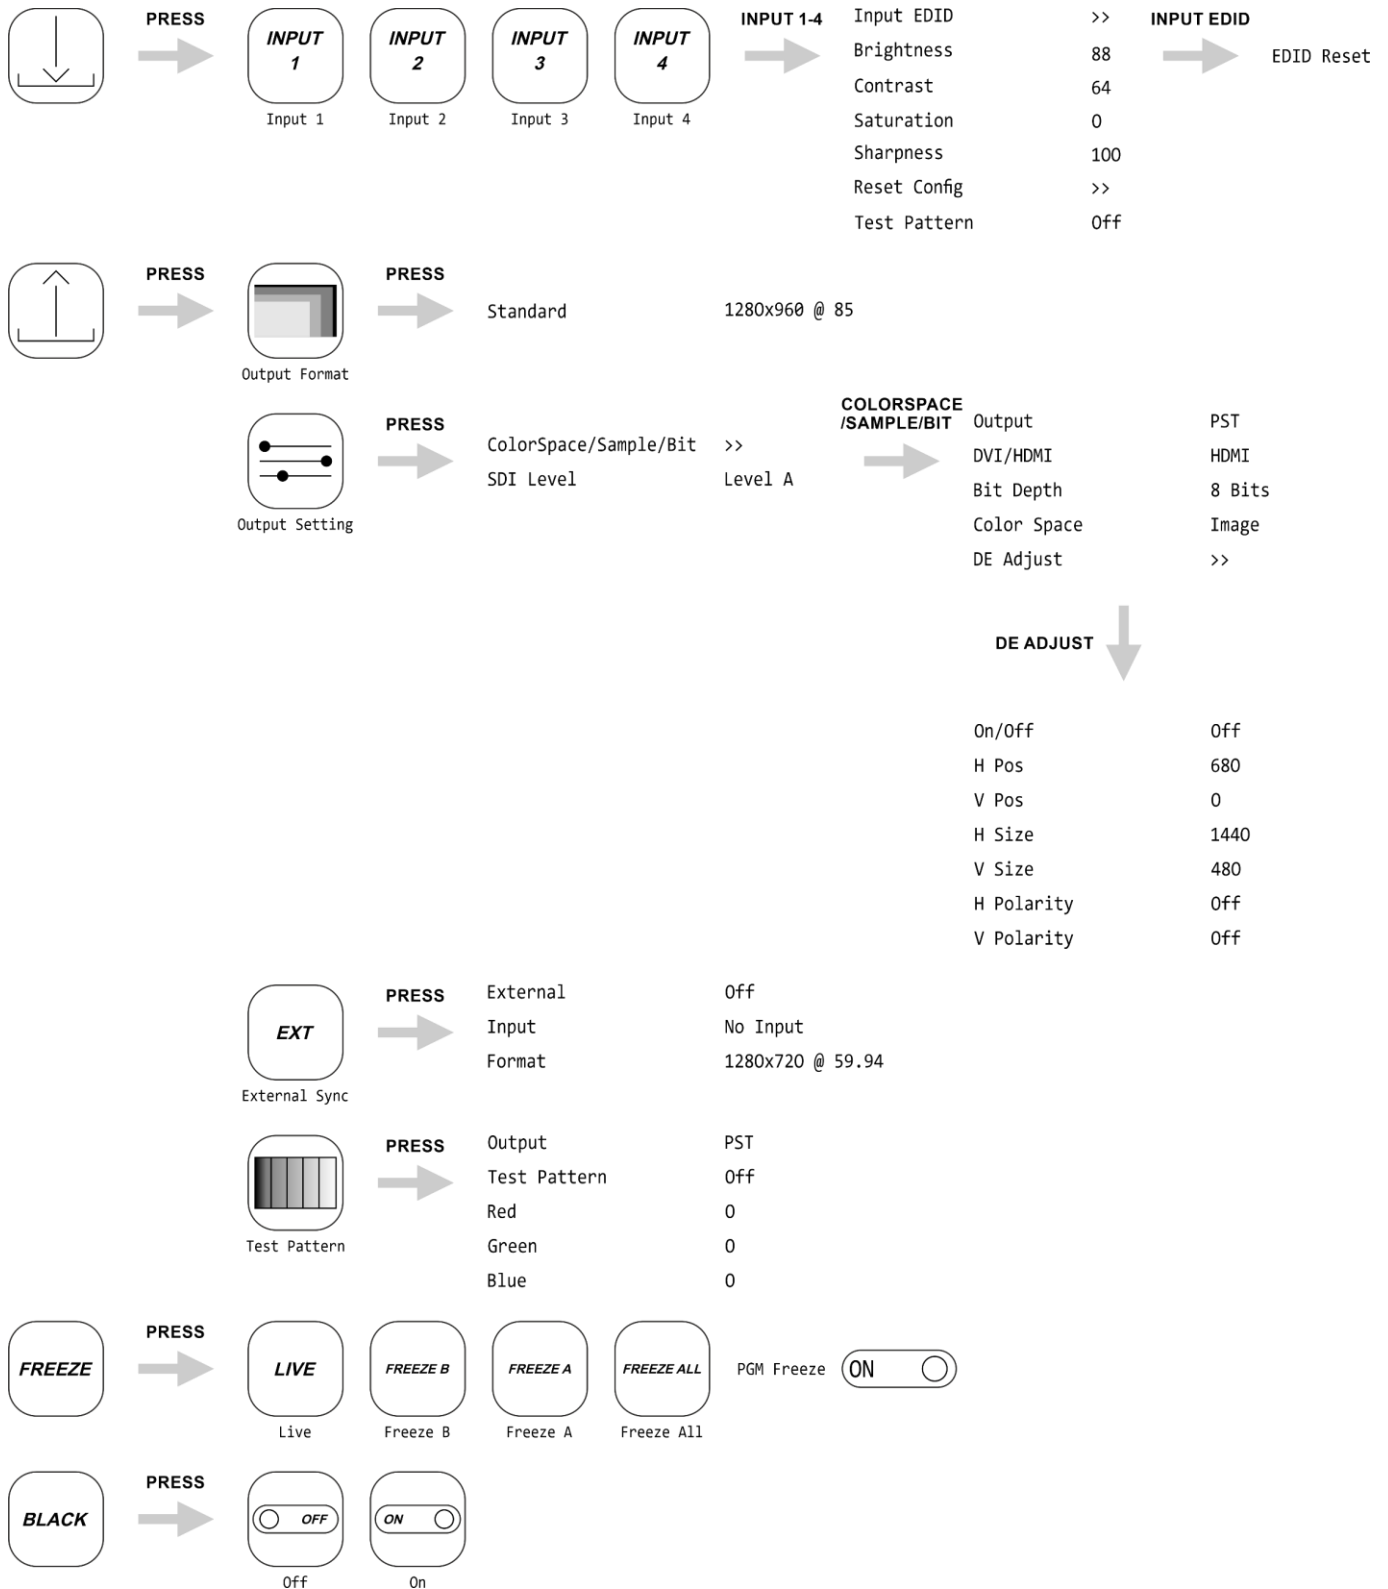 PRESS
INPUT 1
INPUT 2
INPUT 3
INPUT 4
Input 1
Input 2
Input 3
Input 4
INPUT 1-4
Input EDID >>
Brightness 88
Contrast 64
Saturation 0
Sharpness 100
Reset Config >>
Test Pattern Off
INPUT EDID
EDID Reset
PRESS
Output Format
PRESS
Standard 1280x960 @ 85
Output Setting
PRESS
ColorSpace/Sample/Bit >>
SDI Level Level A
COLORSPACE
/SAMPLE/BIT
Output PST
DVI/HDMI HDMI
Bit Depth 8 Bits
Color Space Image
DE Adjust >>
DE ADJUST
On/Off Off
H Pos 680
V Pos 0
H Size 1440
V Size 480
H Polarity Off
V Polarity Off
EXT
External Sync
PRESS
External Off
Input No Input
Format 1280x720 @ 59.94
Test Pattern
PRESS
Output PST
Test Pattern Off
Red 0
Green 0
Blue 0
FREEZE
PRESS
LIVE
FREEZE B
FREEZE A
FREEZE ALL
Live
Freeze B
Freeze A
Freeze All
PGM Freeze ON
BLACK
PRESS
OFF
ON
Off
On